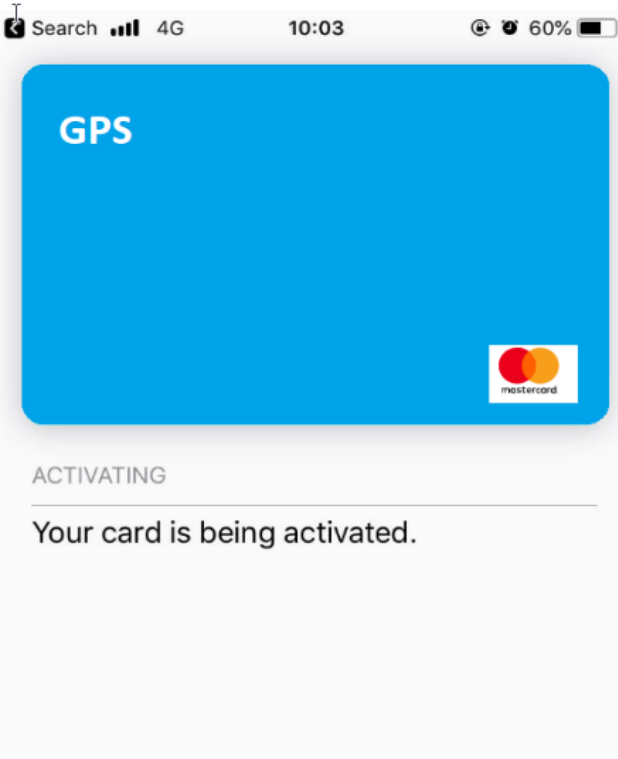 Search 4G 10:03 60%
GPS
mastercard.
ACTIVATING
Your card is being activated.